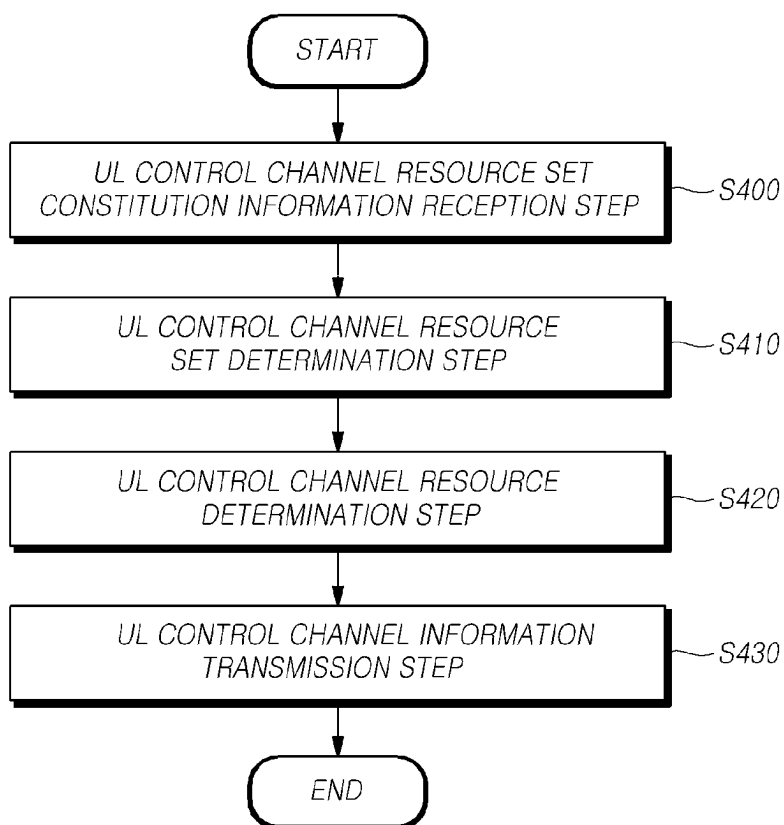 START
UL CONTROL CHANNEL RESOURCE SET
CONSTITUTION INFORMATION RECEPTION STEP
S400
UL CONTROL CHANNEL RESOURCE
SET DETERMINATION STEP
S410
UL CONTROL CHANNEL RESOURCE
DETERMINATION STEP
S420
UL CONTROL CHANNEL INFORMATION
TRANSMISSION STEP
S430
END